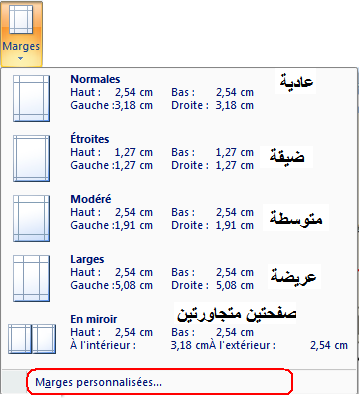 Marges
Normales عادية
Haut : 2,54 cm Bas : 2,54 cm
Gauche :3,18 cm Droite : 3,18 cm
Étroites
Haut : 1,27 cm Bas : 1,27 cm ضيقة
Gauche :1,27 cm Droite : 1,27 cm
Modéré
Haut : 2,54 cm Bas : 2,54 cm متوسطة
Gauche :1,91 cm Droite : 1,91 cm
Larges
Haut : 2,54 cm Bas : 2,54 cm عريضة
Gauche :5,08 cm Droite : 5,08 cm
En miroir صفحتين متجاورتين
Haut : 2,54 cm Bas : 2,54 cm
À l'intérieur : 3,18 cmÀ l'extérieur : 2,54 cm
Marges personnalisées...